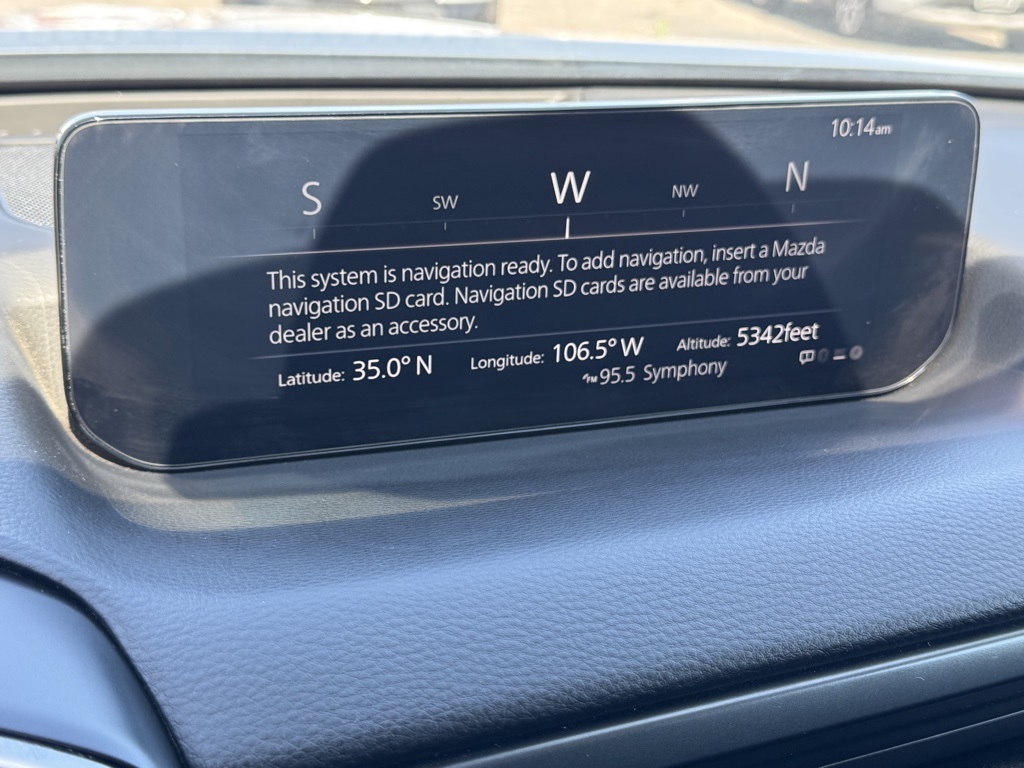 10:14am
S SW W NW N
This system is navigation ready. To add navigation, insert a Mazda
navigation SD card. Navigation SD cards are available from your
dealer as an accessory.
Latitude: 35.0° N Longitude: 106.5° W Altitude: 5342feet
FM 95.5 Symphony